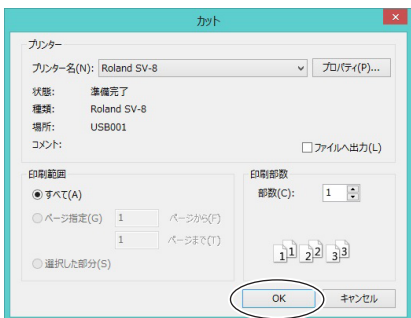 カット
プリンター
プリンター名(N): Roland SV-8 プロパティ(P)...
状態: 準備完了
種類: Roland SV-8
場所: USB001
コメント: ファイルへ出力(L)
印刷範囲
すべて(A)
ページ指定(G) 1 ページから(F)
1 ページまで(T)
選択した部分(S)
印刷部数
部数(C): 1
1 1 2 2 3 3
OK キャンセル